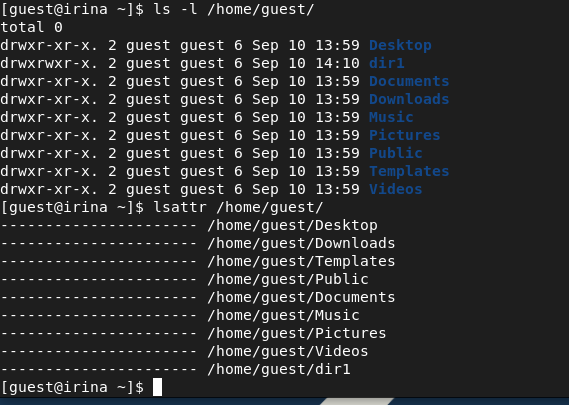 [guest@irina ~]$ ls -l /home/guest/
total 0
drwxr-xr-x. 2 guest guest 6 Sep 10 13:59 Desktop
drwxrwxr-x. 2 guest guest 6 Sep 10 14:10 dir1
drwxr-xr-x. 2 guest guest 6 Sep 10 13:59 Documents
drwxr-xr-x. 2 guest guest 6 Sep 10 13:59 Downloads
drwxr-xr-x. 2 guest guest 6 Sep 10 13:59 Music
drwxr-xr-x. 2 guest guest 6 Sep 10 13:59 Pictures
drwxr-xr-x. 2 guest guest 6 Sep 10 13:59 Public
drwxr-xr-x. 2 guest guest 6 Sep 10 13:59 Templates
drwxr-xr-x. 2 guest guest 6 Sep 10 13:59 Videos
[guest@irina ~]$ lsattr /home/guest/
---------------------- /home/guest/Desktop
---------------------- /home/guest/Downloads
---------------------- /home/guest/Templates
---------------------- /home/guest/Public
---------------------- /home/guest/Documents
---------------------- /home/guest/Music
---------------------- /home/guest/Pictures
---------------------- /home/guest/Videos
---------------------- /home/guest/dir1
[guest@irina ~]$